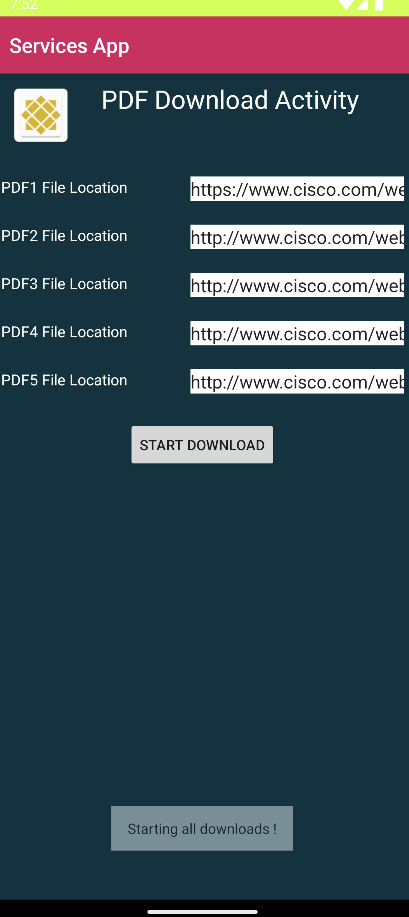 7:52
Services App
PDF Download Activity
PDF1 File Location https://www.cisco.com/we
PDF2 File Location http://www.cisco.com/web
PDF3 File Location http://www.cisco.com/web
PDF4 File Location http://www.cisco.com/web
PDF5 File Location http://www.cisco.com/web
START DOWNLOAD
Starting all downloads !